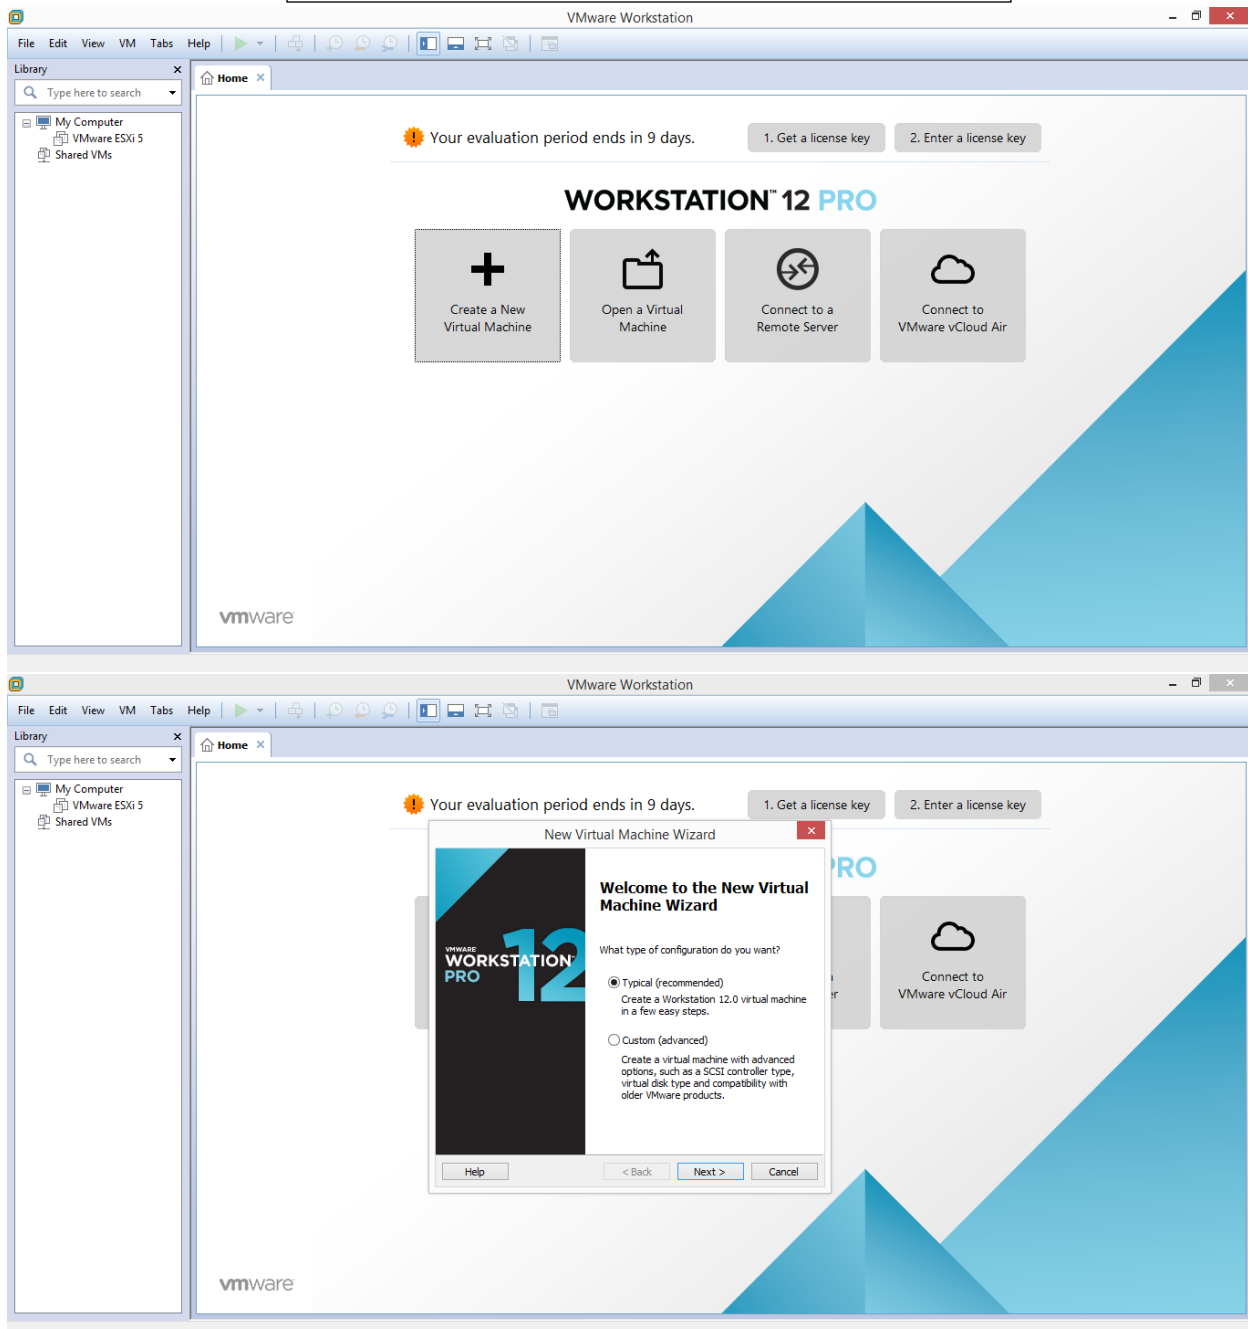 VMware Workstation
File Edit View VM Tabs Help
Library
Type here to search
Home
My Computer
VMware ESXi 5
Shared VMs
Your evaluation period ends in 9 days.
1. Get a license key
2. Enter a license key
WORKSTATION™ 12 PRO
Create a New
Virtual Machine
Open a Virtual
Machine
Connect to a
Remote Server
Connect to
VMware vCloud Air
vmware
VMware Workstation
File Edit View VM Tabs Help
Library
Type here to search
Home
My Computer
VMware ESXi 5
Shared VMs
Your evaluation period ends in 9 days.
1. Get a license key
2. Enter a license key
New Virtual Machine Wizard
PRO
VMWARE
WORKSTATION
PRO
12
Welcome to the New Virtual
Machine Wizard
What type of configuration do you want?
Typical (recommended)
Create a Workstation 12.0 virtual machine
in a few easy steps.
Custom (advanced)
Create a virtual machine with advanced
options, such as a SCSI controller type,
virtual disk type and compatibility with
older VMware products.
Connect to
VMware vCloud Air
Help
< Back
Next >
Cancel
vmware